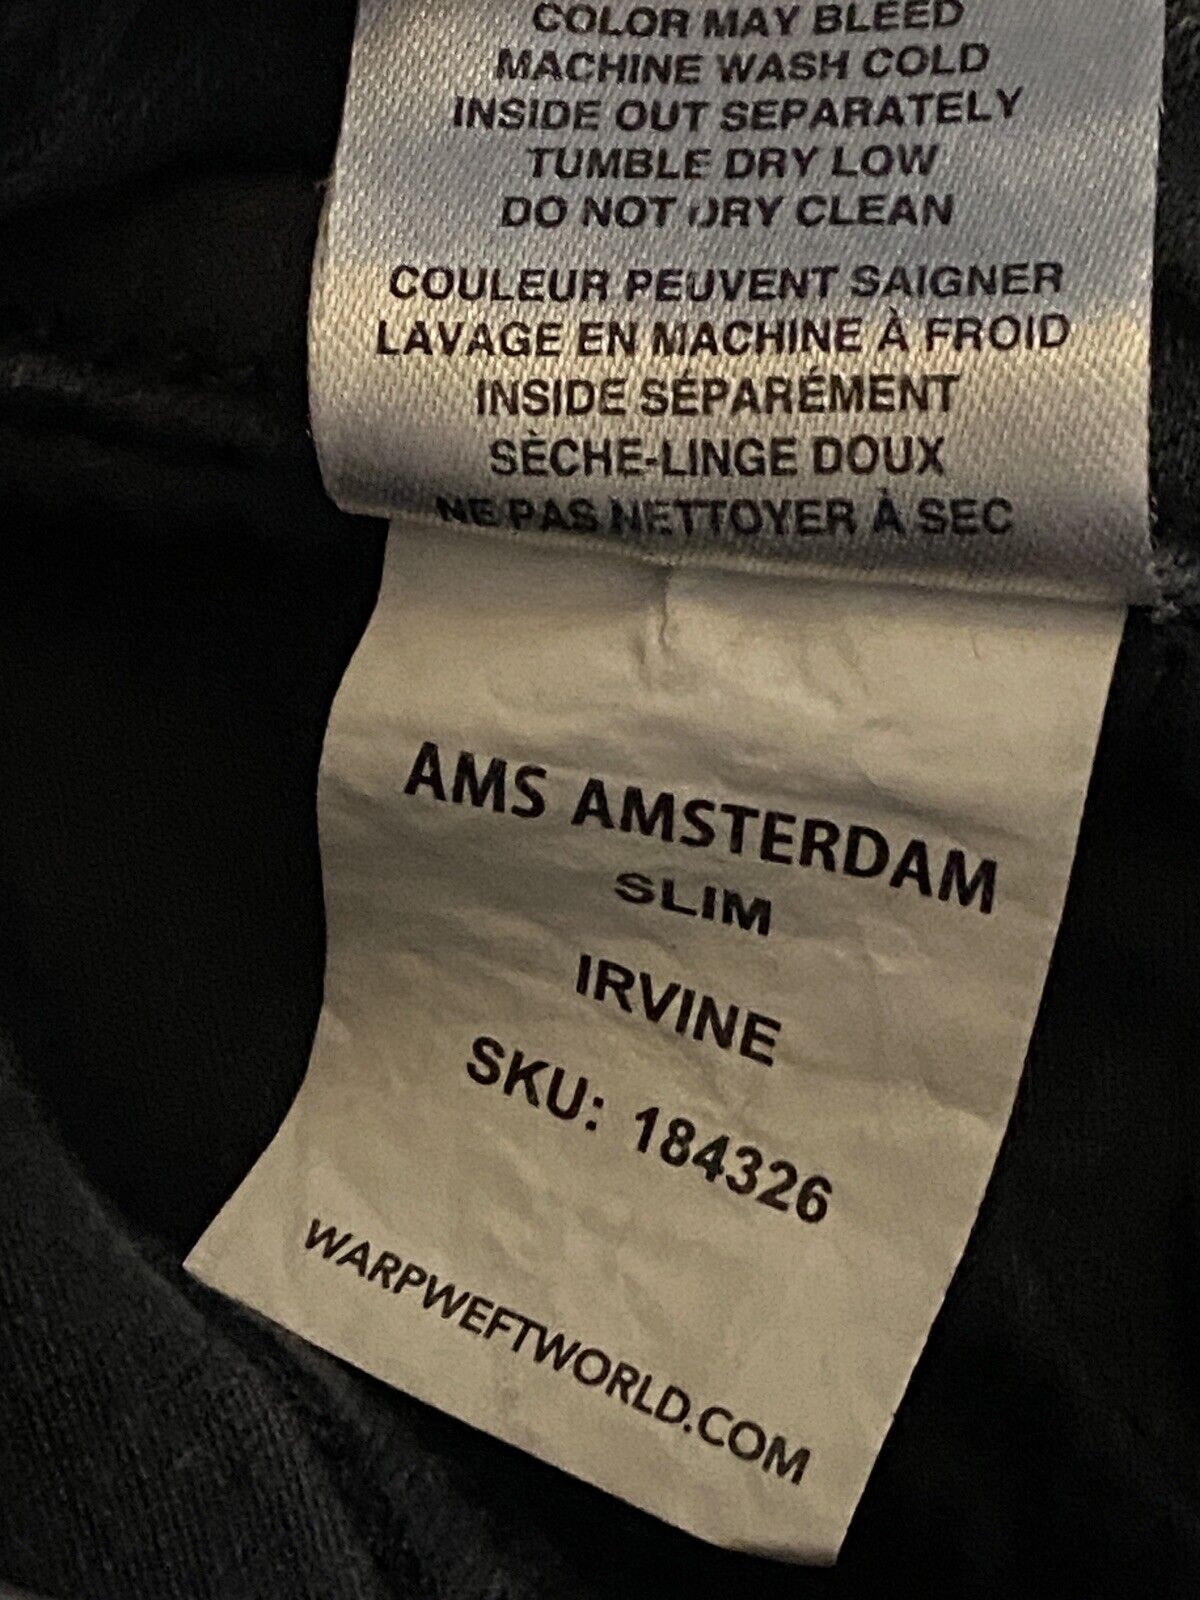 COLOR MAY BLEED
MACHINE WASH COLD
INSIDE OUT SEPARATELY
TUMBLE DRY LOW
DO NOT DRY CLEAN
COULEUR PEUVENT SAIGNER
LAVAGE EN MACHINE À FROID
INSIDE SÉPARÉMENT
SÈCHE-LINGE DOUX
NE PAS NETTOYER À SEC
AMS AMSTERDAM
SLIM
IRVINE
SKU: 184326
WARPWEFTWORLD.COM